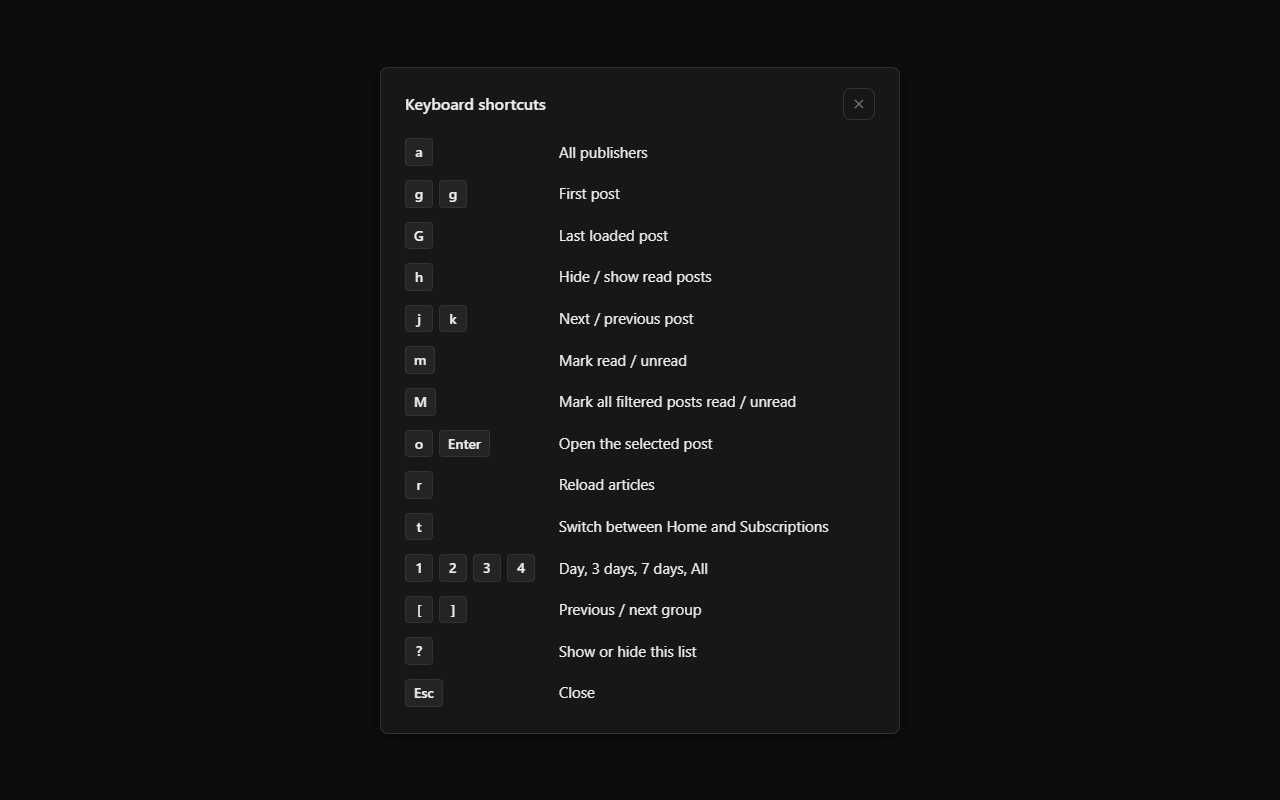 Keyboard shortcuts ×
a All publishers
g g First post
G Last loaded post
h Hide / show read posts
j k Next / previous post
m Mark read / unread
M Mark all filtered posts read / unread
o Enter Open the selected post
r Reload articles
t Switch between Home and Subscriptions
1 2 3 4 Day, 3 days, 7 days, All
[ ] Previous / next group
? Show or hide this list
Esc Close